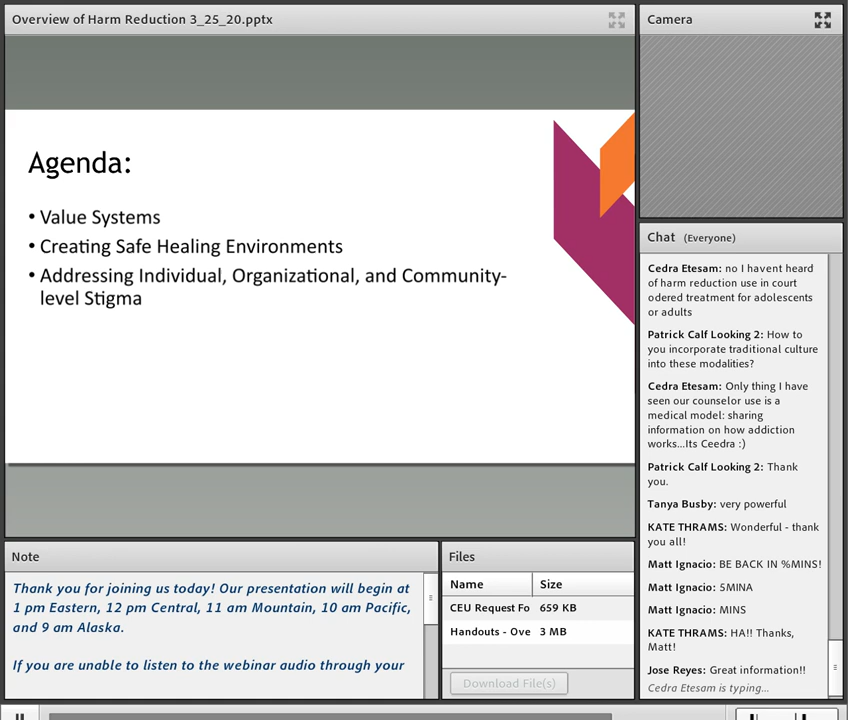 Overview of Harm Reduction 3_25_20.pptx
Agenda:
• Value Systems
• Creating Safe Healing Environments
• Addressing Individual, Organizational, and Community-
level Stigma
Camera
Chat (Everyone)
Cedra Etesam: no I havent heard
of harm reduction use in court
odered treatment for adolescents
or adults
Patrick Calf Looking 2: How to
you incorporate traditional culture
into these modalities?
Cedra Etesam: Only thing I have
seen our counselor use is a
medical model: sharing
information on how addiction
works...Its Ceedra :)
Patrick Calf Looking 2: Thank
you.
Tanya Busby: very powerful
KATE THRAMS: Wonderful - thank
you all!
Matt Ignacio: BE BACK IN %MINS!
Matt Ignacio: 5MINA
Matt Ignacio: MINS
KATE THRAMS: HA!! Thanks,
Matt!
Jose Reyes: Great information!!
Cedra Etesam is typing...
Note
Thank you for joining us today! Our presentation will begin at
1 pm Eastern, 12 pm Central, 11 am Mountain, 10 am Pacific,
and 9 am Alaska.
If you are unable to listen to the webinar audio through your
Files
Name Size
CEU Request Fo 659 KB
Handouts - Ove 3 MB
Download File(s)